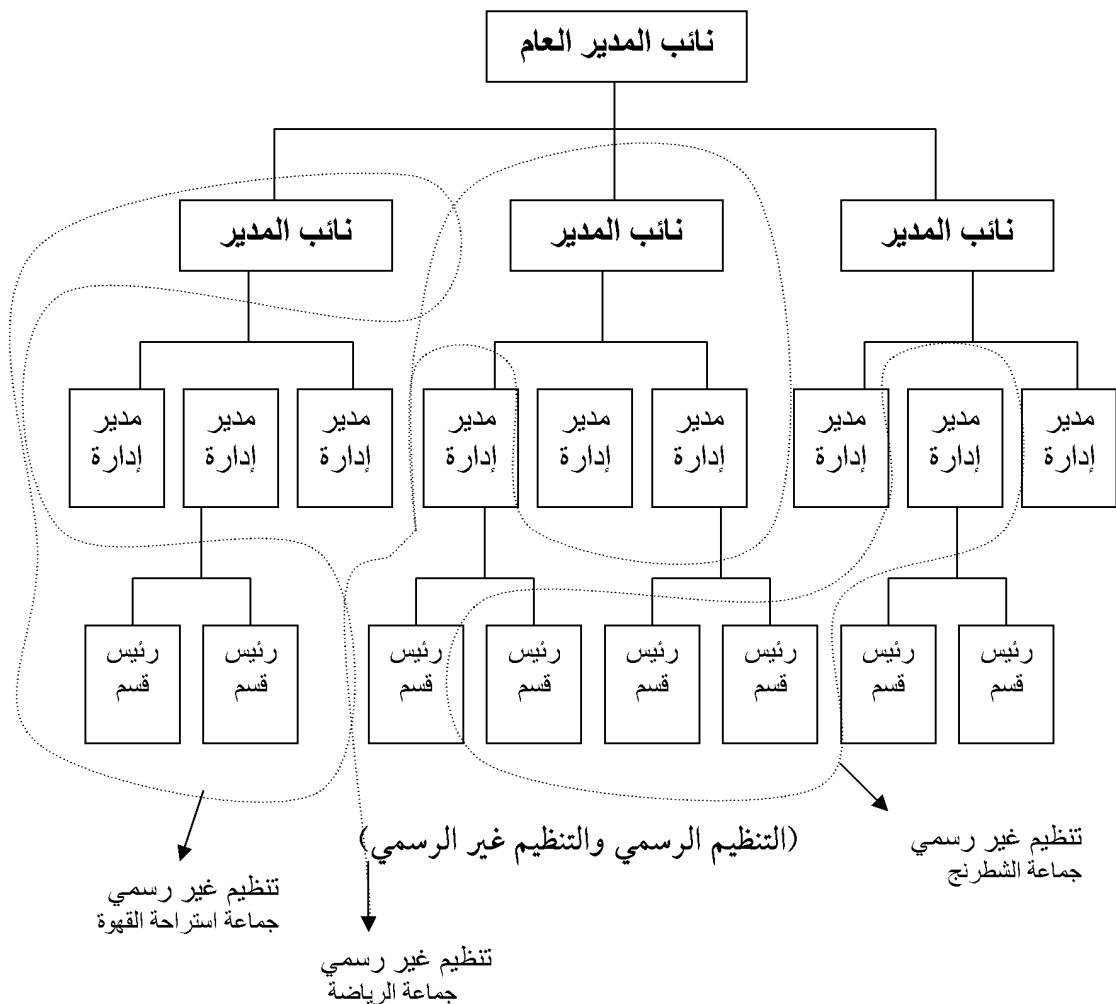 نائب المدير العام
نائب المدير
نائب المدير
نائب المدير
مدير
إدارة
مدير
إدارة
مدير
إدارة
مدير
إدارة
مدير
إدارة
مدير
إدارة
مدير
إدارة
مدير
إدارة
مدير
إدارة
رئيس
قسم
رئيس
قسم
رئيس
قسم
رئيس
قسم
رئيس
قسم
رئيس
قسم
رئيس
قسم
رئيس
قسم
(التنظيم الرسمي والتنظيم غير الرسمي)
تنظيم غير رسمي
جماعة الشطرنج
تنظيم غير رسمي
جماعة استراحة القهوة
تنظيم غير رسمي
جماعة الرياضة